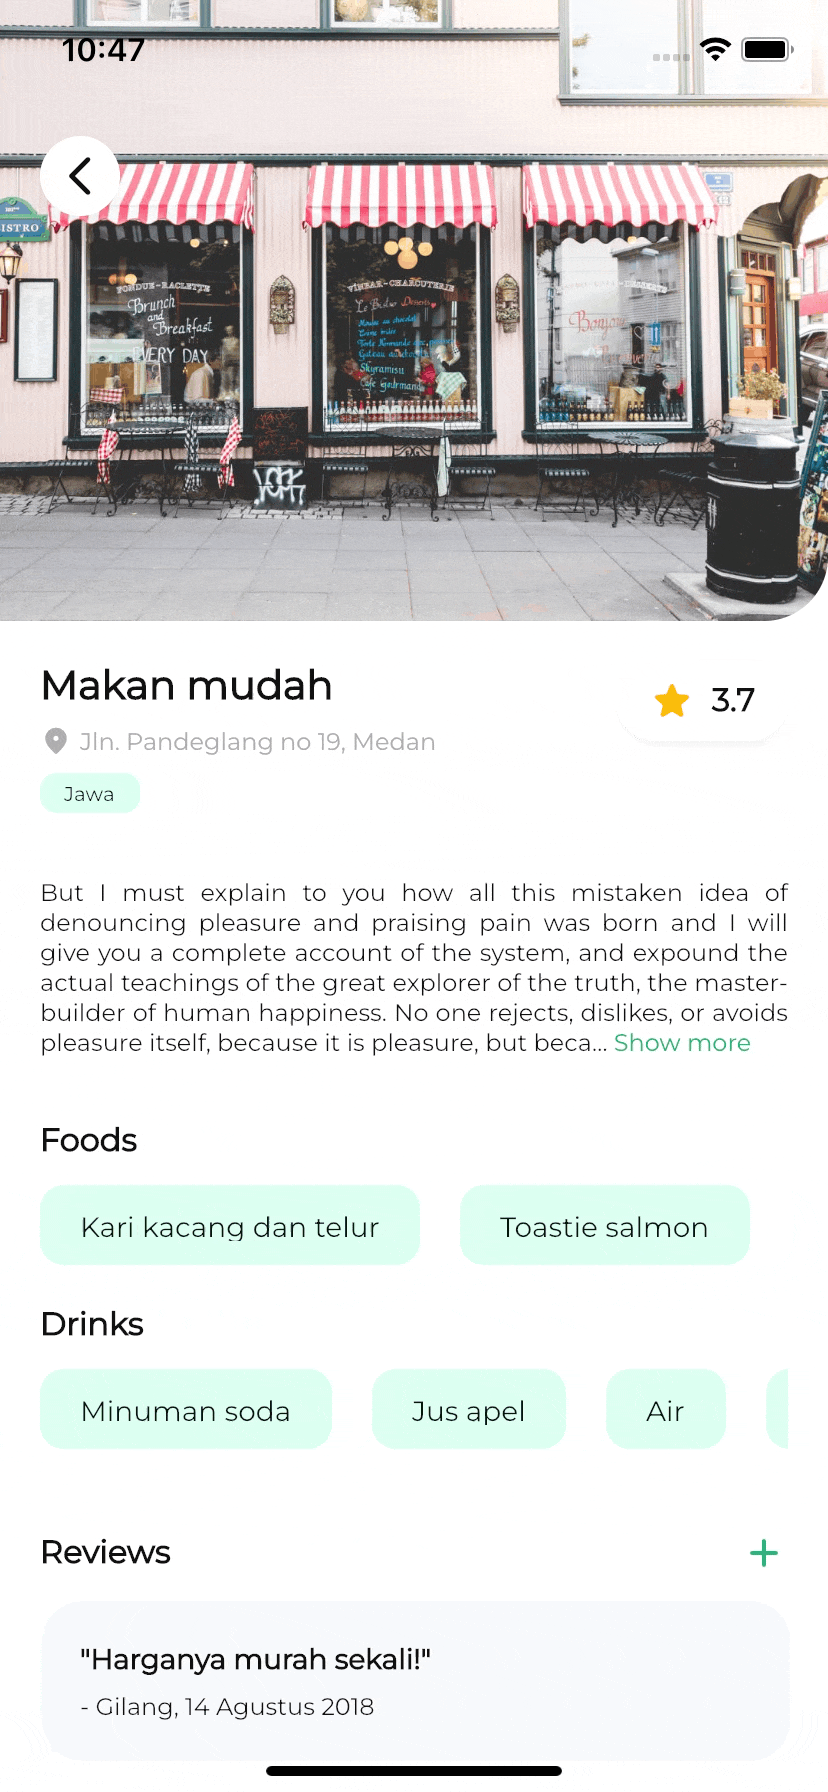 10:47
BISTRO
FONDUE-RACLETTE
Brunch
and
Breakfast
EVERY DAY
VINBAR-CHARCUTERIE
Le Bistro Desserts
Skyramisu
Café Gourmand
Bonjour
Makan mudah
3.7
Jln. Pandeglang no 19, Medan
Jawa
But I must explain to you how all this mistaken idea of
denouncing pleasure and praising pain was born and I will
give you a complete account of the system, and expound the
actual teachings of the great explorer of the truth, the master-
builder of human happiness. No one rejects, dislikes, or avoids
pleasure itself, because it is pleasure, but beca... Show more
Foods
Kari kacang dan telur
Toastie salmon
Drinks
Minuman soda
Jus apel
Air
Reviews
"Harganya murah sekali!"
- Gilang, 14 Agustus 2018